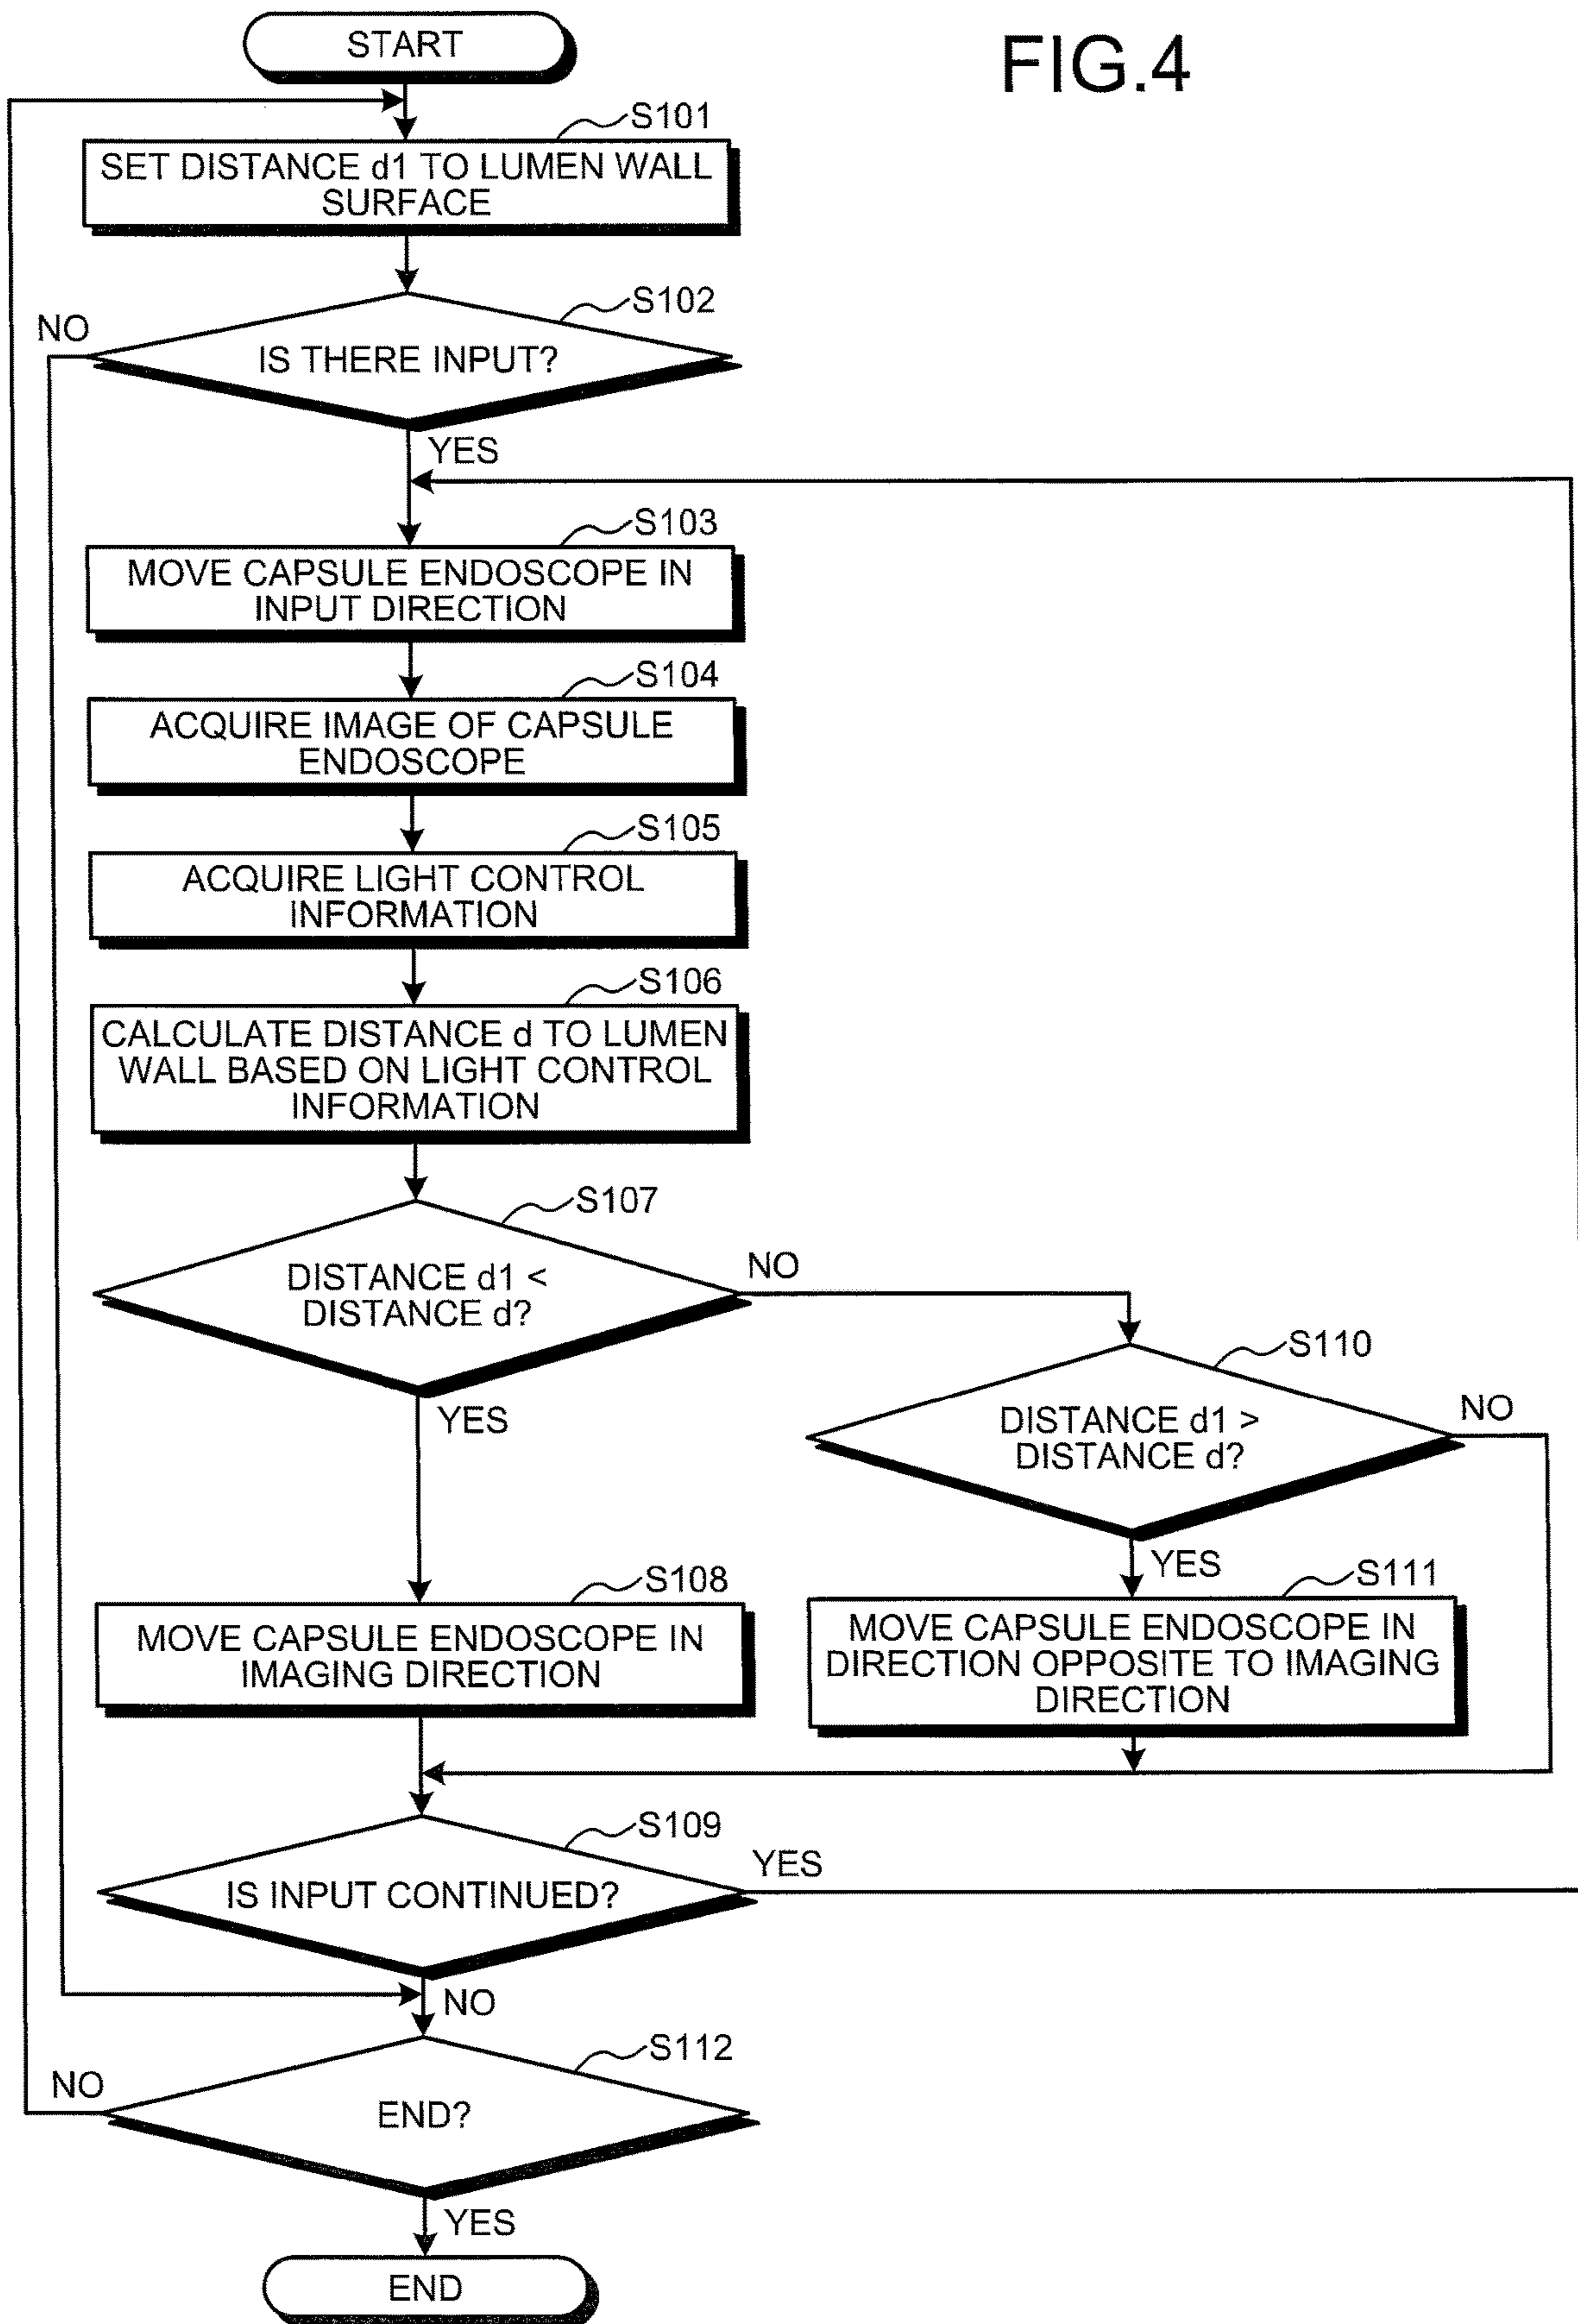 FIG.4
START
S101
SET DISTANCE d1 TO LUMEN WALL
SURFACE
S102
NO
IS THERE INPUT?
YES
S103
MOVE CAPSULE ENDOSCOPE IN
INPUT DIRECTION
S104
ACQUIRE IMAGE OF CAPSULE
ENDOSCOPE
S105
ACQUIRE LIGHT CONTROL
INFORMATION
S106
CALCULATE DISTANCE d TO LUMEN
WALL BASED ON LIGHT CONTROL
INFORMATION
S107
DISTANCE d1 <
DISTANCE d?
NO
YES
S110
DISTANCE d1 >
DISTANCE d?
NO
YES
S108
MOVE CAPSULE ENDOSCOPE IN
IMAGING DIRECTION
S111
MOVE CAPSULE ENDOSCOPE IN
DIRECTION OPPOSITE TO IMAGING
DIRECTION
S109
IS INPUT CONTINUED?
YES
NO
S112
NO
END?
YES
END